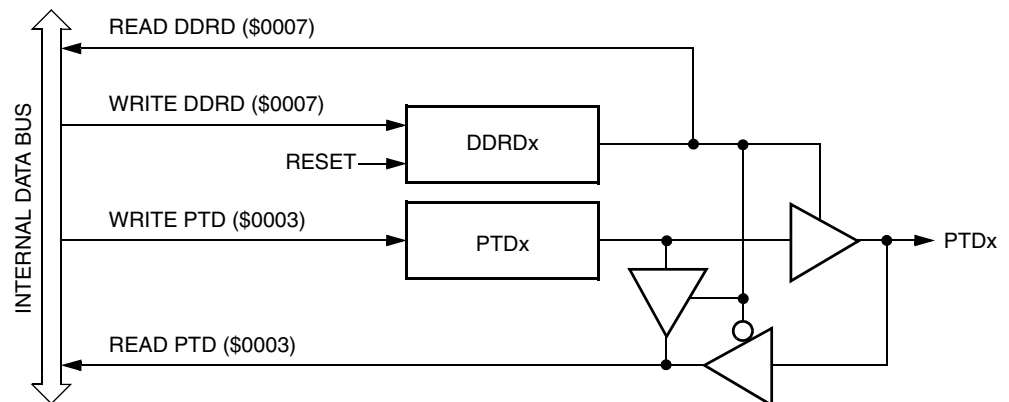 READ DDRD ($0007)
WRITE DDRD ($0007)
DDRDx
RESET
INTERNAL DATA BUS
WRITE PTD ($0003)
PTDx
PTDx
READ PTD ($0003)